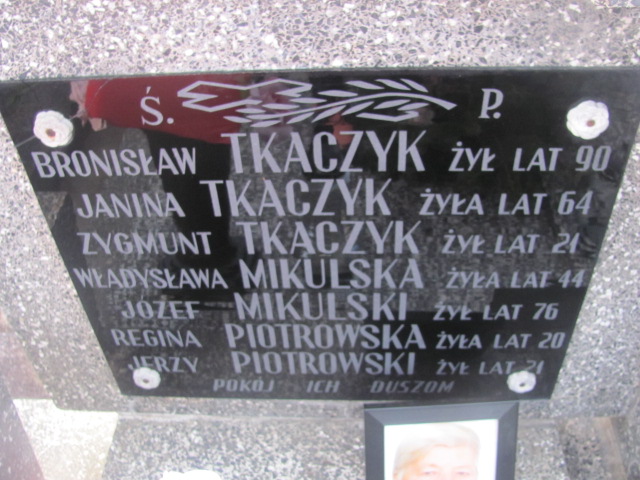 Ś. P.
BRONISŁAW TKACZYK ŻYŁ LAT 90
JANINA TKACZYK ŻYŁA LAT 64
ZYGMUNT TKACZYK ŻYŁ LAT 21
WŁADYSŁAWA MIKULSKA ŻYŁA LAT 44
JÓZEF MIKULSKI ŻYŁ LAT 76
REGINA PIOTROWSKA ŻYŁA LAT 20
JERZY PIOTROWSKI ŻYŁ LAT 21
POKÓJ ICH DUSZOM